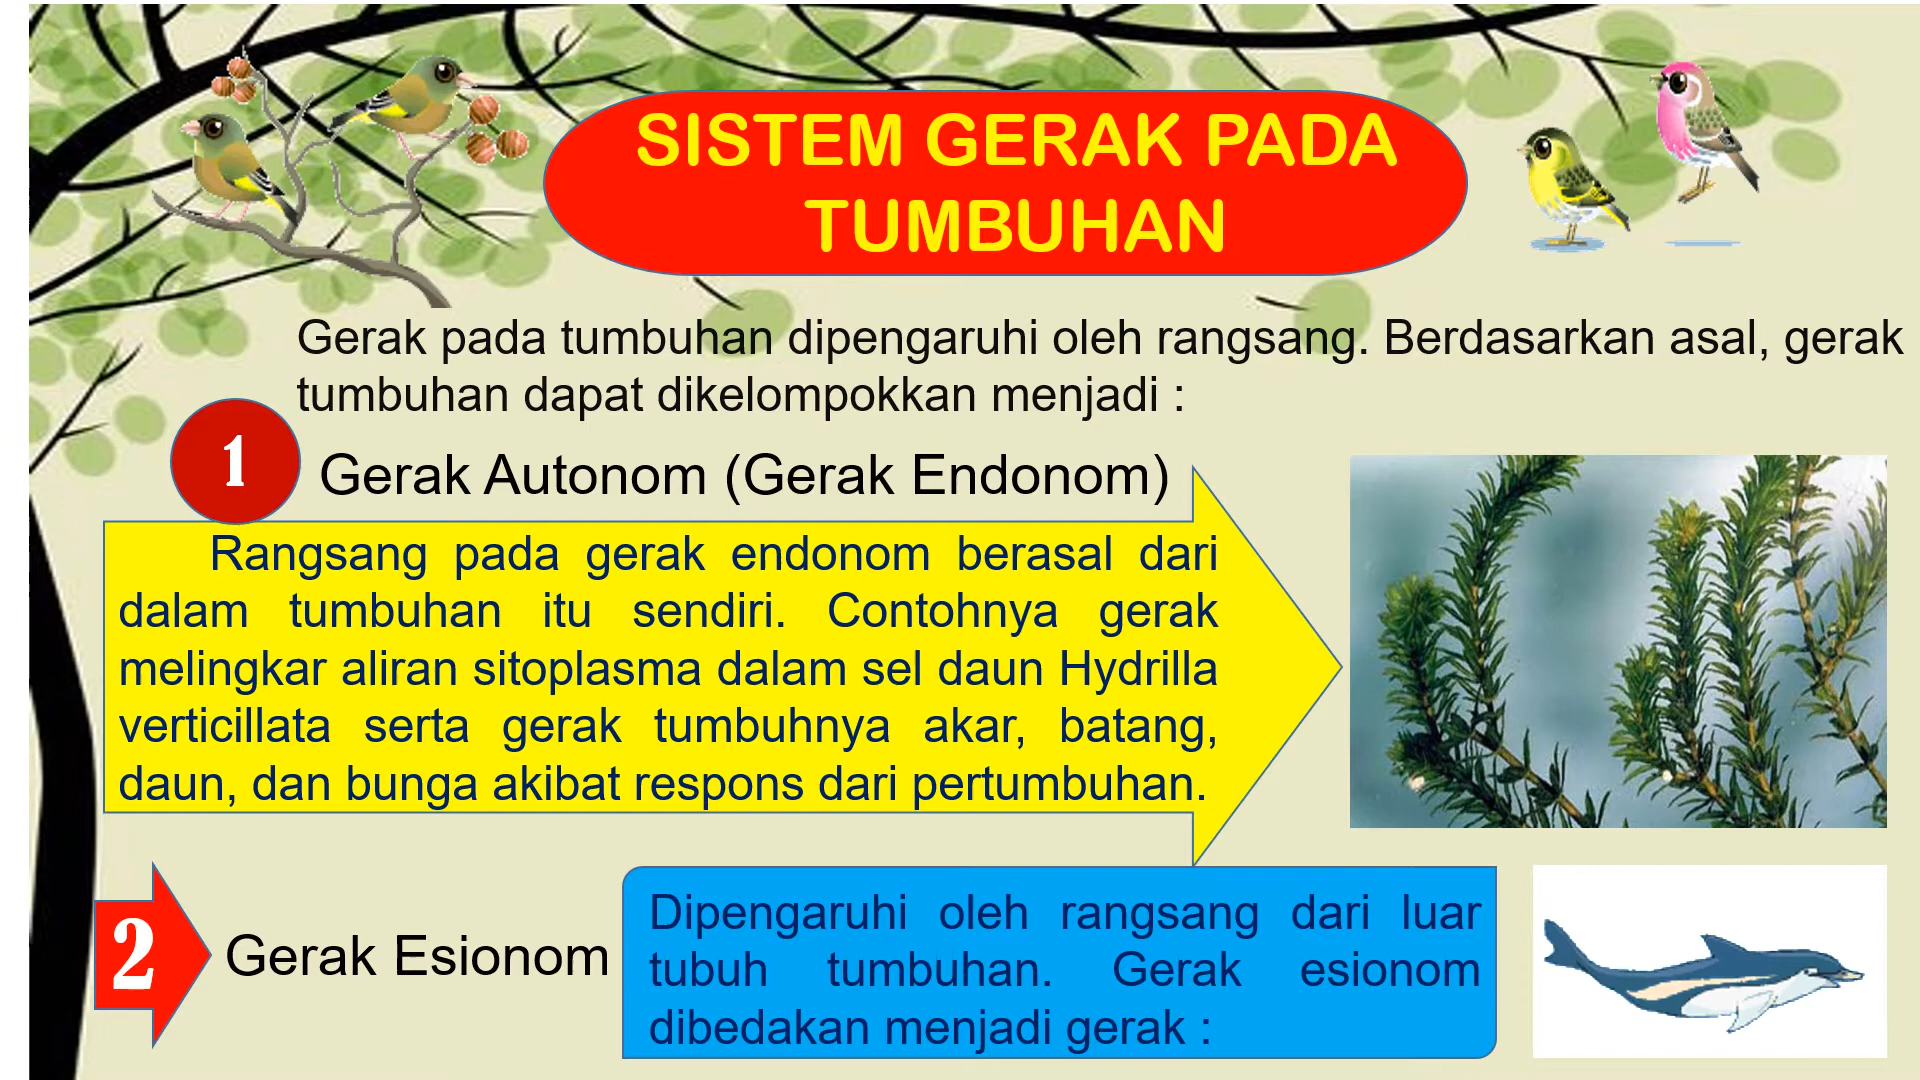 SISTEM GERAK PADA
TUMBUHAN
Gerak pada tumbuhan dipengaruhi oleh rangsang. Berdasarkan asal, gerak
tumbuhan dapat dikelompokkan menjadi :
1
Gerak Autonom (Gerak Endonom)
Rangsang pada gerak endonom berasal dari
dalam tumbuhan itu sendiri. Contohnya gerak
melingkar aliran sitoplasma dalam sel daun Hydrilla
verticillata serta gerak tumbuhnya akar, batang,
daun, dan bunga akibat respons dari pertumbuhan.
2
Gerak Esionom
Dipengaruhi oleh rangsang dari luar
tubuh tumbuhan. Gerak esionom
dibedakan menjadi gerak :